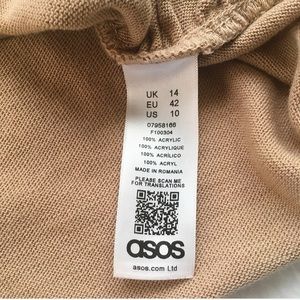 UK 14
EU 42
US 10
07958166
F100304
100% ACRYLIC
100% ACRYLIQUE
100% ACRÍLICO
100% ACRYL
MADE IN ROMANIA
PLEASE SCAN ME
FOR TRANSLATIONS
asos
asos.com Ltd